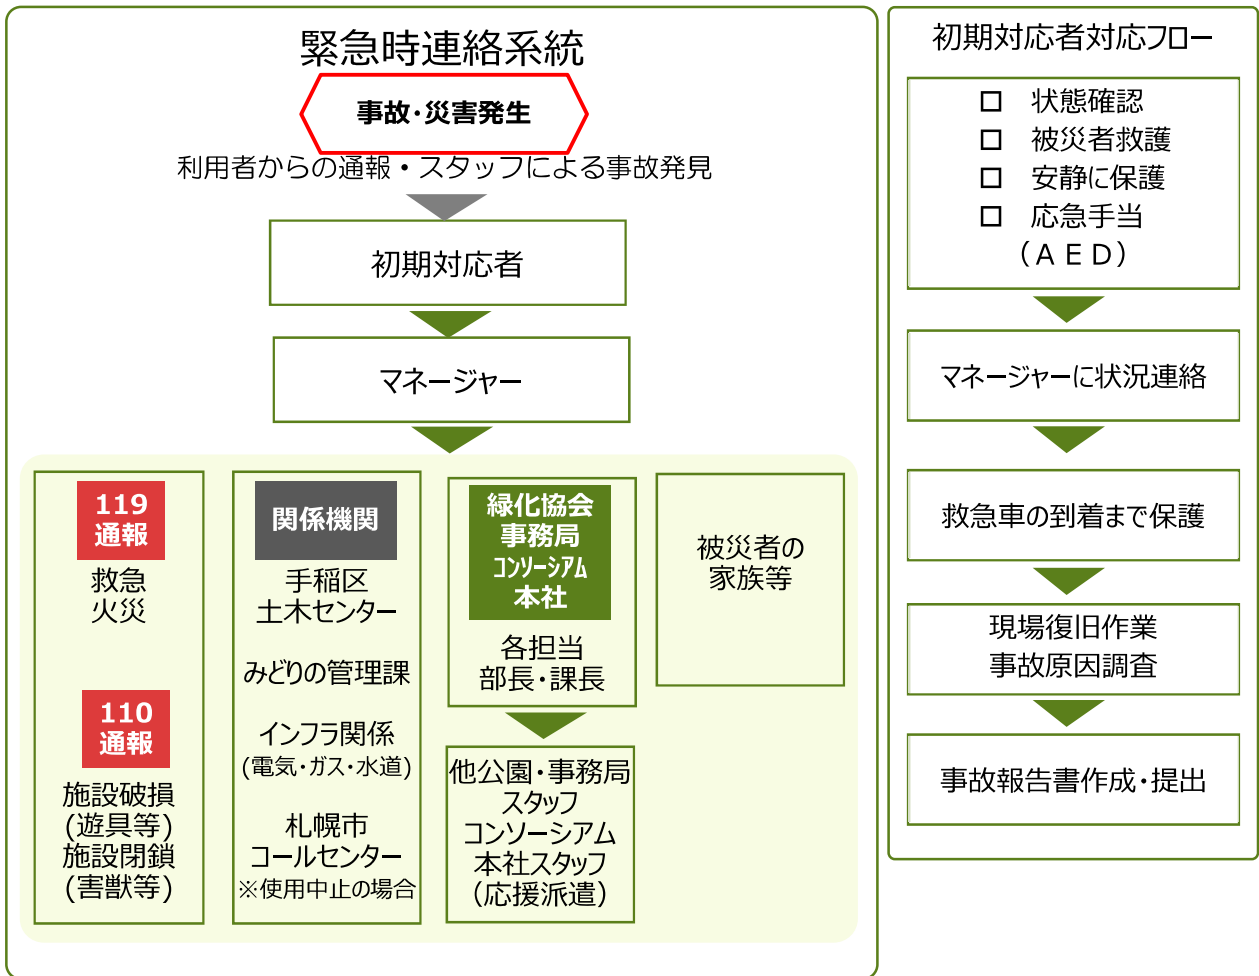 緊急時連絡系統
事故・災害発生
利用者からの通報・スタッフによる事故発見
初期対応者
マネージャー
119
通報
救急
火災
110
通報
施設破損
(遊具等)
施設閉鎖
(害獣等)
関係機関
手稲区
土木センター
みどりの管理課
インフラ関係
(電気・ガス・水道)
札幌市
コールセンター
※使用中止の場合
緑化協会
事務局
コンソーシアム
本社
各担当
部長・課長
他公園・事務局
スタッフ
コンソーシアム
本社スタッフ
(応援派遣)
被災者の
家族等
初期対応者対応フロー
□ 状態確認
□ 被災者救護
□ 安静に保護
□ 応急手当
(ＡＥＤ)
マネージャーに状況連絡
救急車の到着まで保護
現場復旧作業
事故原因調査
事故報告書作成・提出